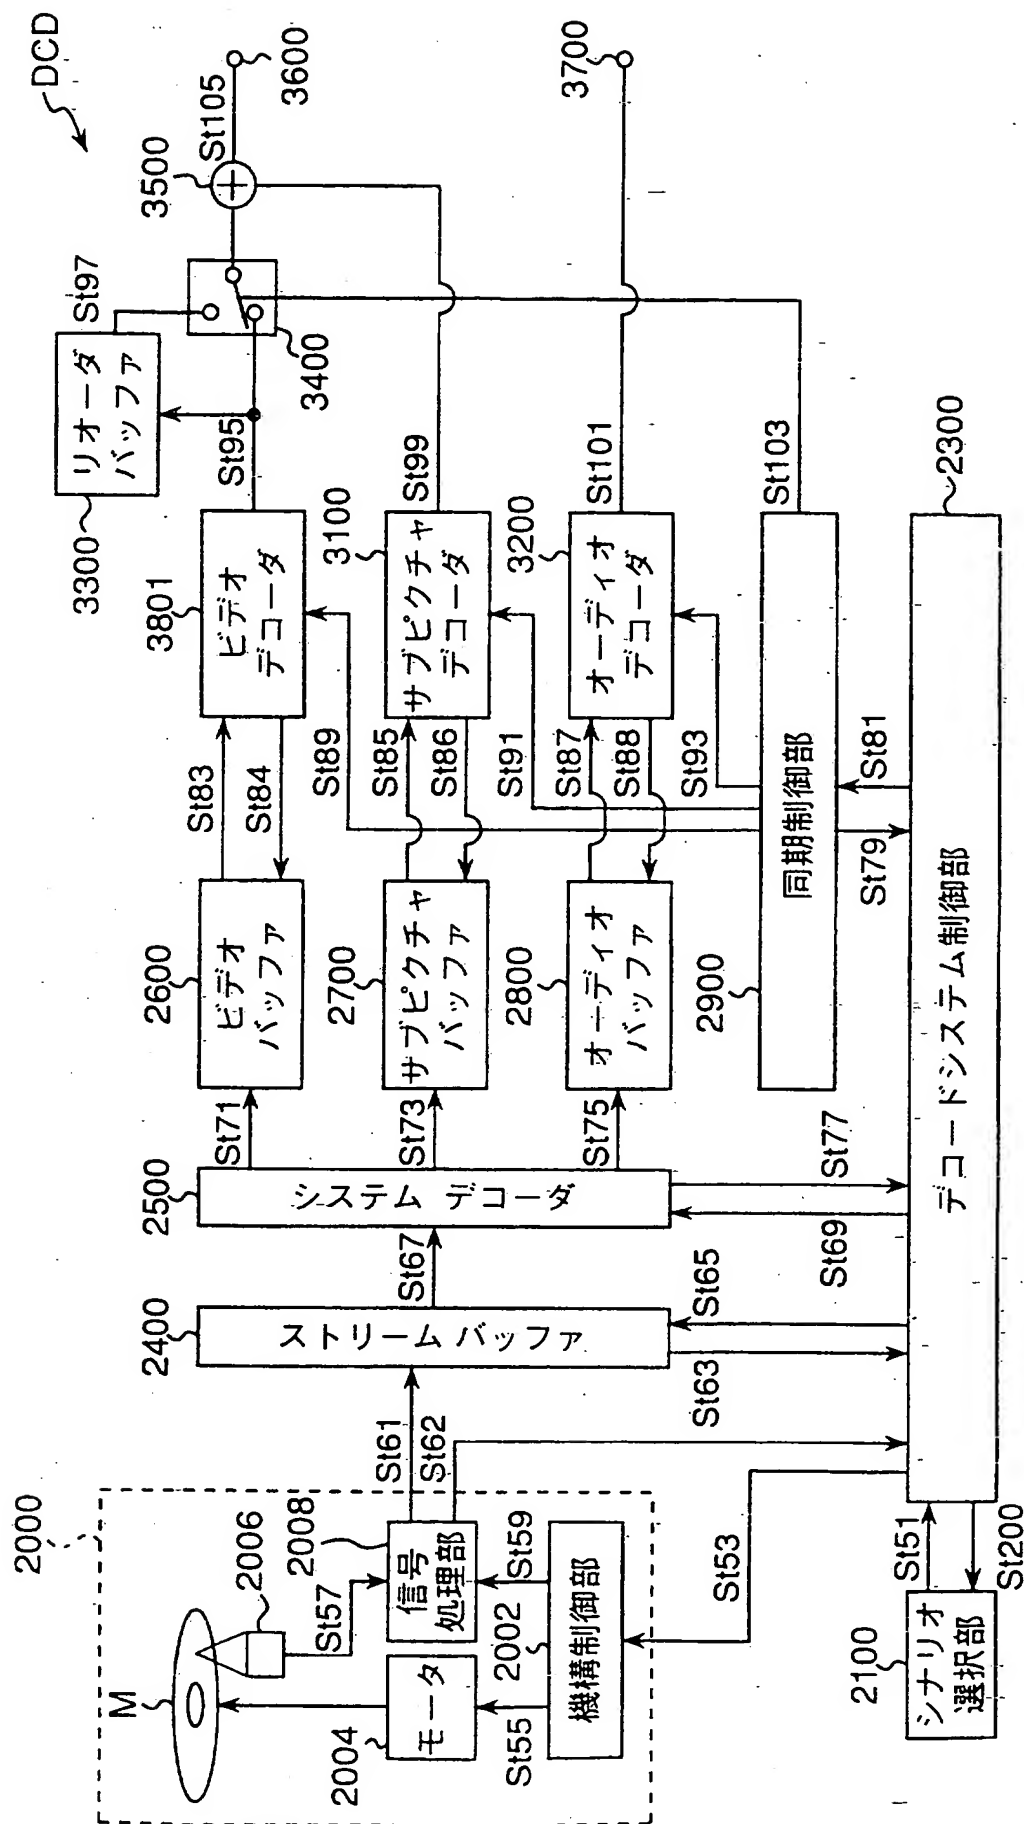 DCD
2000
M
2006
St57
2008
信号
処理部
2004
モータ
St55
2002
St59
機構制御部
St61
St62
St53
2100
シナリオ
選択部
St51
St200
2400
ストリーム バッファ
St63
St65
St67
2500
システム デコーダ
St69
St77
St71
St73
St75
2600
ビデオ
バッファ
2700
サブピクチャ
バッファ
2800
オーディオ
バッファ
2900
同期制御部
St79
St81
2300
デコードシステム制御部
St83
St84
St89
St85
St86
St91
St87
St88
St93
3801
ビデオ
デコーダ
3100
サブピクチャ
デコーダ
3200
オーディオ
デコーダ
St95
St99
St101
St103
3300
リオーダ
バッファ
St97
3400
3500
St105
3600
3700